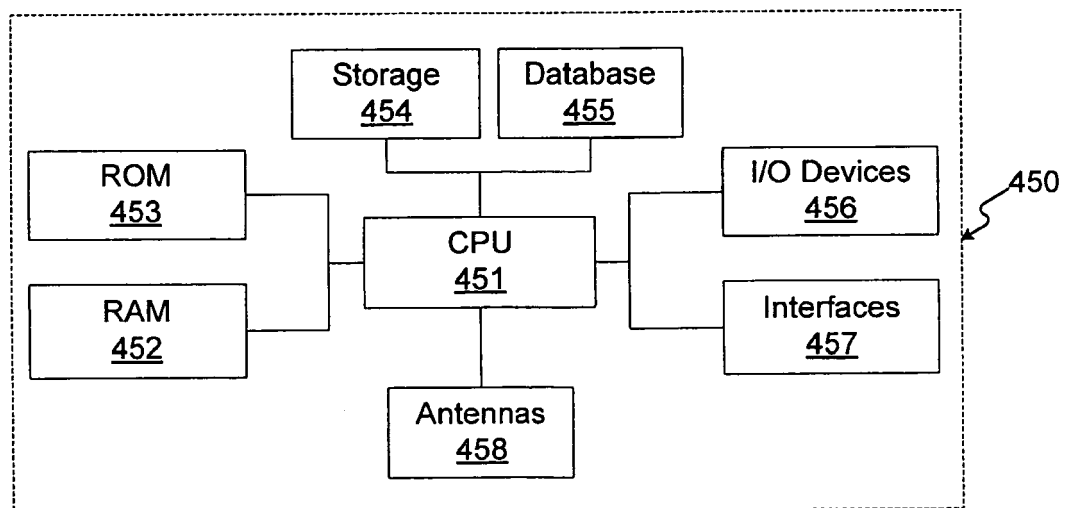 Storage
454
Database
455
ROM
453
I/O Devices
456
450
CPU
451
RAM
452
Interfaces
457
Antennas
458